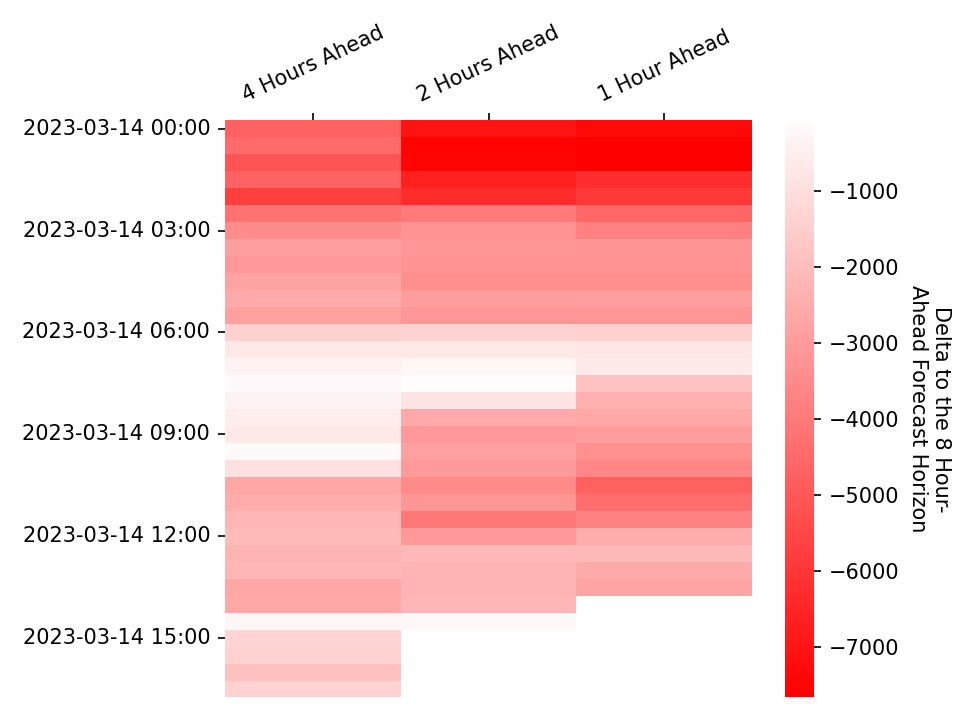 4 Hours Ahead
2 Hours Ahead
1 Hour Ahead
2023-03-14 00:00
2023-03-14 03:00
2023-03-14 06:00
2023-03-14 09:00
2023-03-14 12:00
2023-03-14 15:00
−1000
−2000
−3000
−4000
−5000
−6000
−7000
Delta to the 8 Hour-
Ahead Forecast Horizon